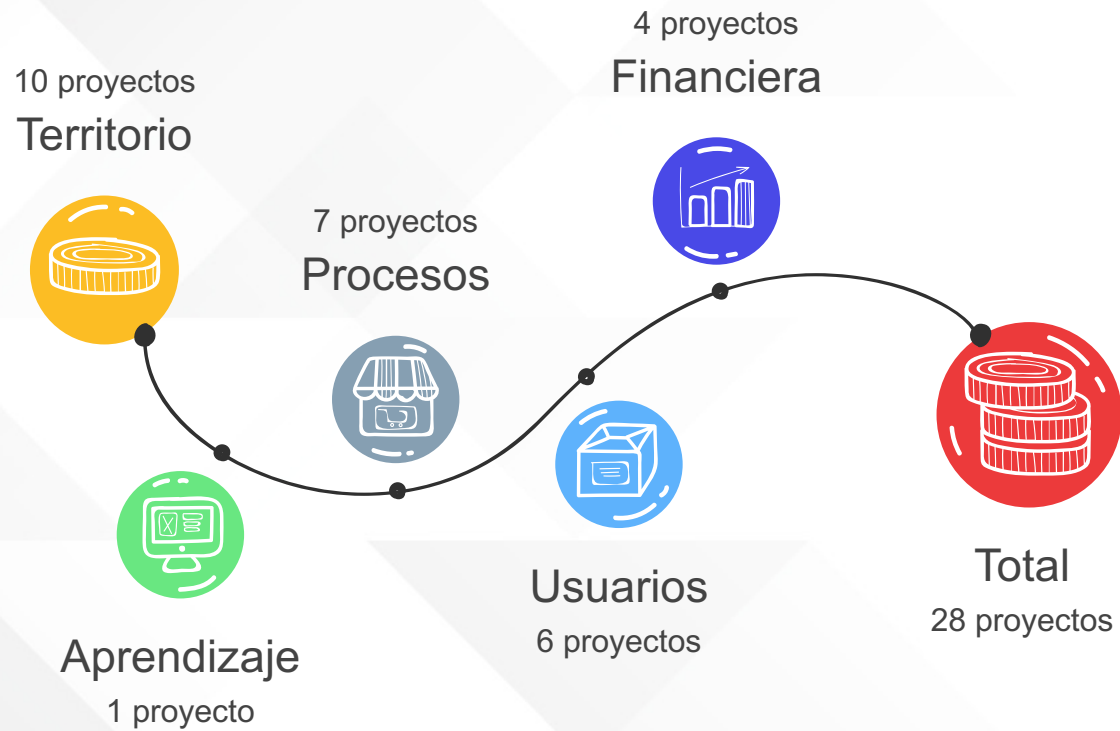 10 proyectos
Territorio
Aprendizaje
1 proyecto
7 proyectos
Procesos
Usuarios
6 proyectos
4 proyectos
Financiera
Total
28 proyectos